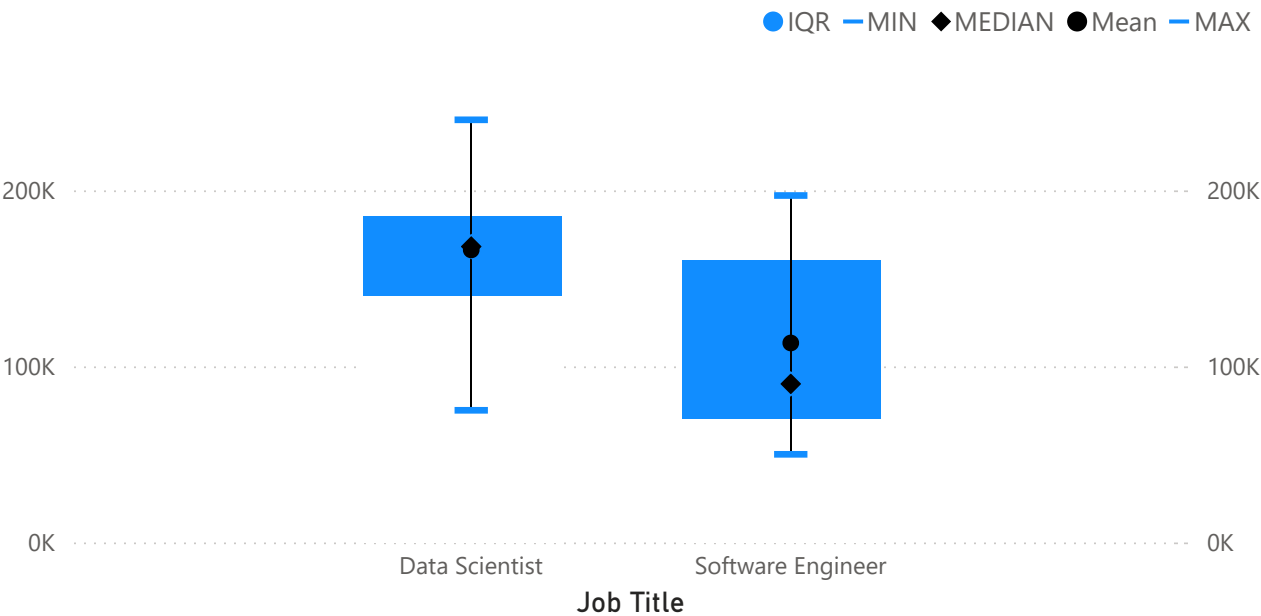 IQR MIN MEDIAN Mean MAX
200K 200K
100K 100K
0K 0K
Data Scientist Software Engineer
Job Title